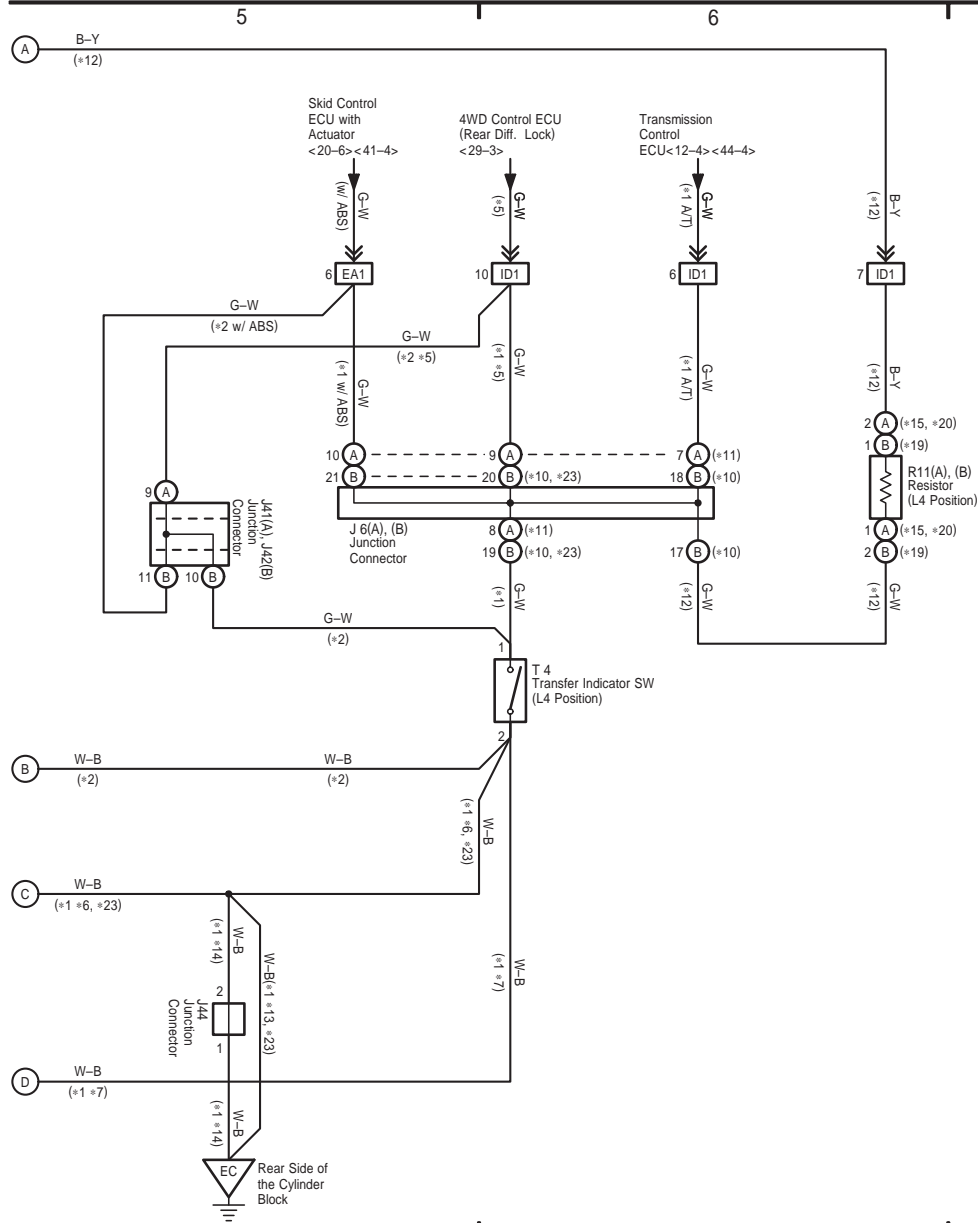 5
6
A
B–Y
(*12)
Skid Control
ECU with
Actuator
<20–6><41–4>
4WD Control ECU
(Rear Diff. Lock)
<29–3>
Transmission
Control
ECU<12–4><44–4>
G–W
(w/ ABS)
G–W
(*5)
G–W
(*1 A/T)
B–Y
(*12)
6 EA1
10 ID1
6 ID1
7 ID1
G–W
(*2 w/ ABS)
G–W
(*2 *5)
G–W
(*1 w/ ABS)
G–W
(*1 *5)
G–W
(*1 A/T)
B–Y
(*12)
10 A
9 A
7 A (*11)
21 B
20 B (*10, *23)
18 B (*10)
2 A (*15, *20)
1 B (*19)
R11(A), (B)
Resistor
(L4 Position)
1 A (*15, *20)
2 B (*19)
9 A
J41(A), J42(B)
Junction
Connector
11 B
10 B
J 6(A), (B)
Junction
Connector
8 A (*11)
19 B (*10, *23)
17 B (*10)
G–W
(*1)
G–W
(*12)
G–W
(*12)
G–W
(*2)
1
T 4
Transfer Indicator SW
(L4 Position)
2
B
W–B
(*2)
W–B
(*2)
W–B
(*1 *6, *23)
C
W–B
(*1 *6, *23)
W–B
(*1 *14)
W–B(*1 *13, *23)
W–B
(*1 *7)
2
J44
Junction
Connector
1
D
W–B
(*1 *7)
W–B
(*1 *14)
EC
Rear Side of
the Cylinder
Block